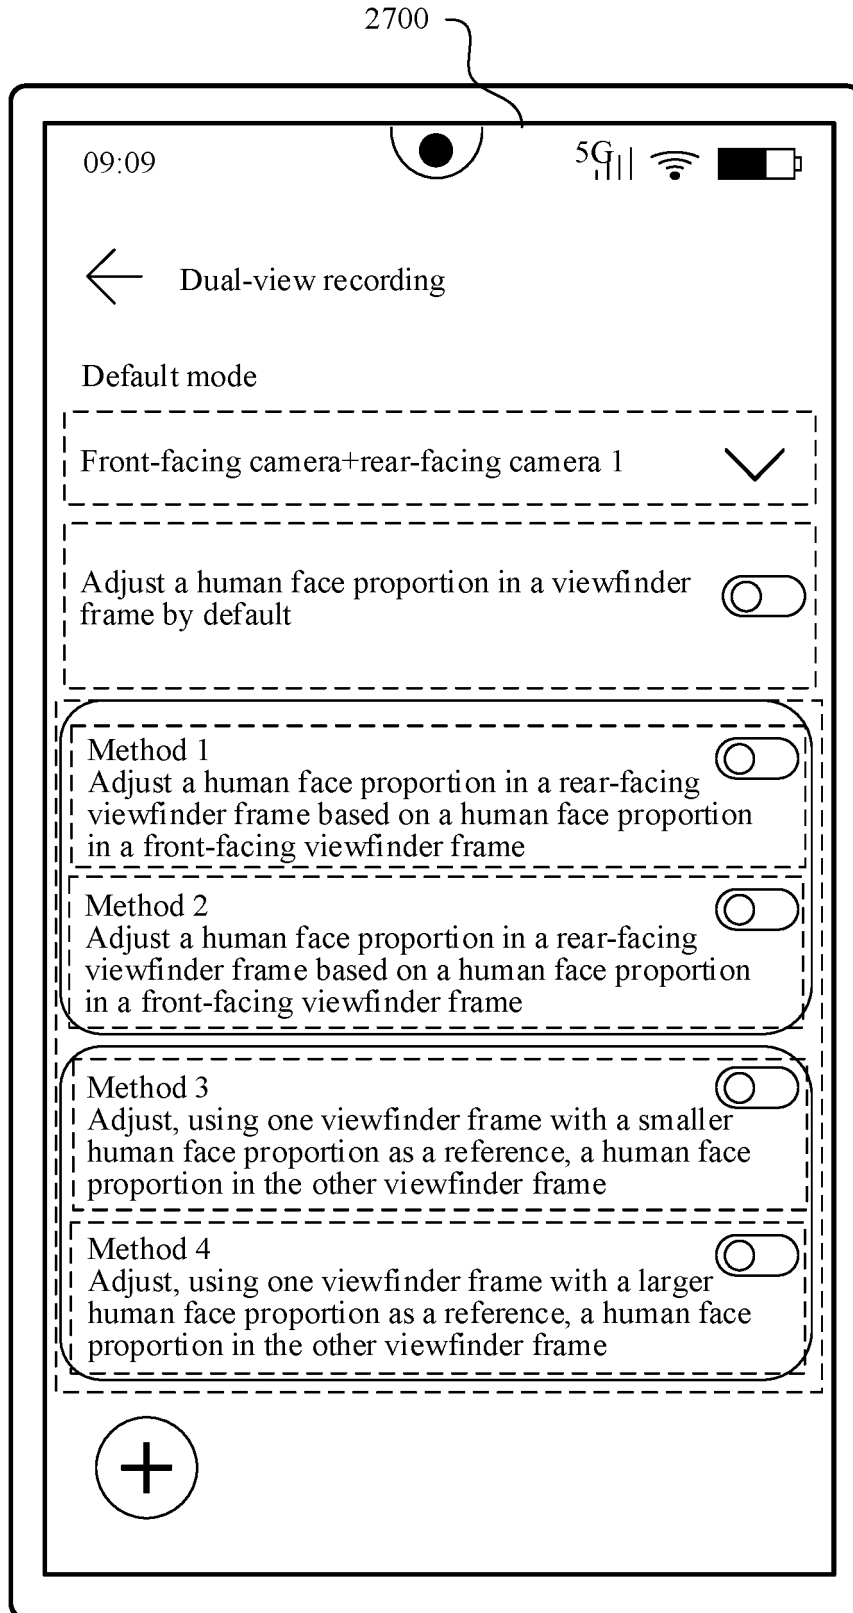 2700
09:09
5G
Dual-view recording
Default mode
Front-facing camera+rear-facing camera 1
Adjust a human face proportion in a viewfinder
frame by default
Method 1
Adjust a human face proportion in a rear-facing
viewfinder frame based on a human face proportion
in a front-facing viewfinder frame
Method 2
Adjust a human face proportion in a rear-facing
viewfinder frame based on a human face proportion
in a front-facing viewfinder frame
Method 3
Adjust, using one viewfinder frame with a smaller
human face proportion as a reference, a human face
proportion in the other viewfinder frame
Method 4
Adjust, using one viewfinder frame with a larger
human face proportion as a reference, a human face
proportion in the other viewfinder frame